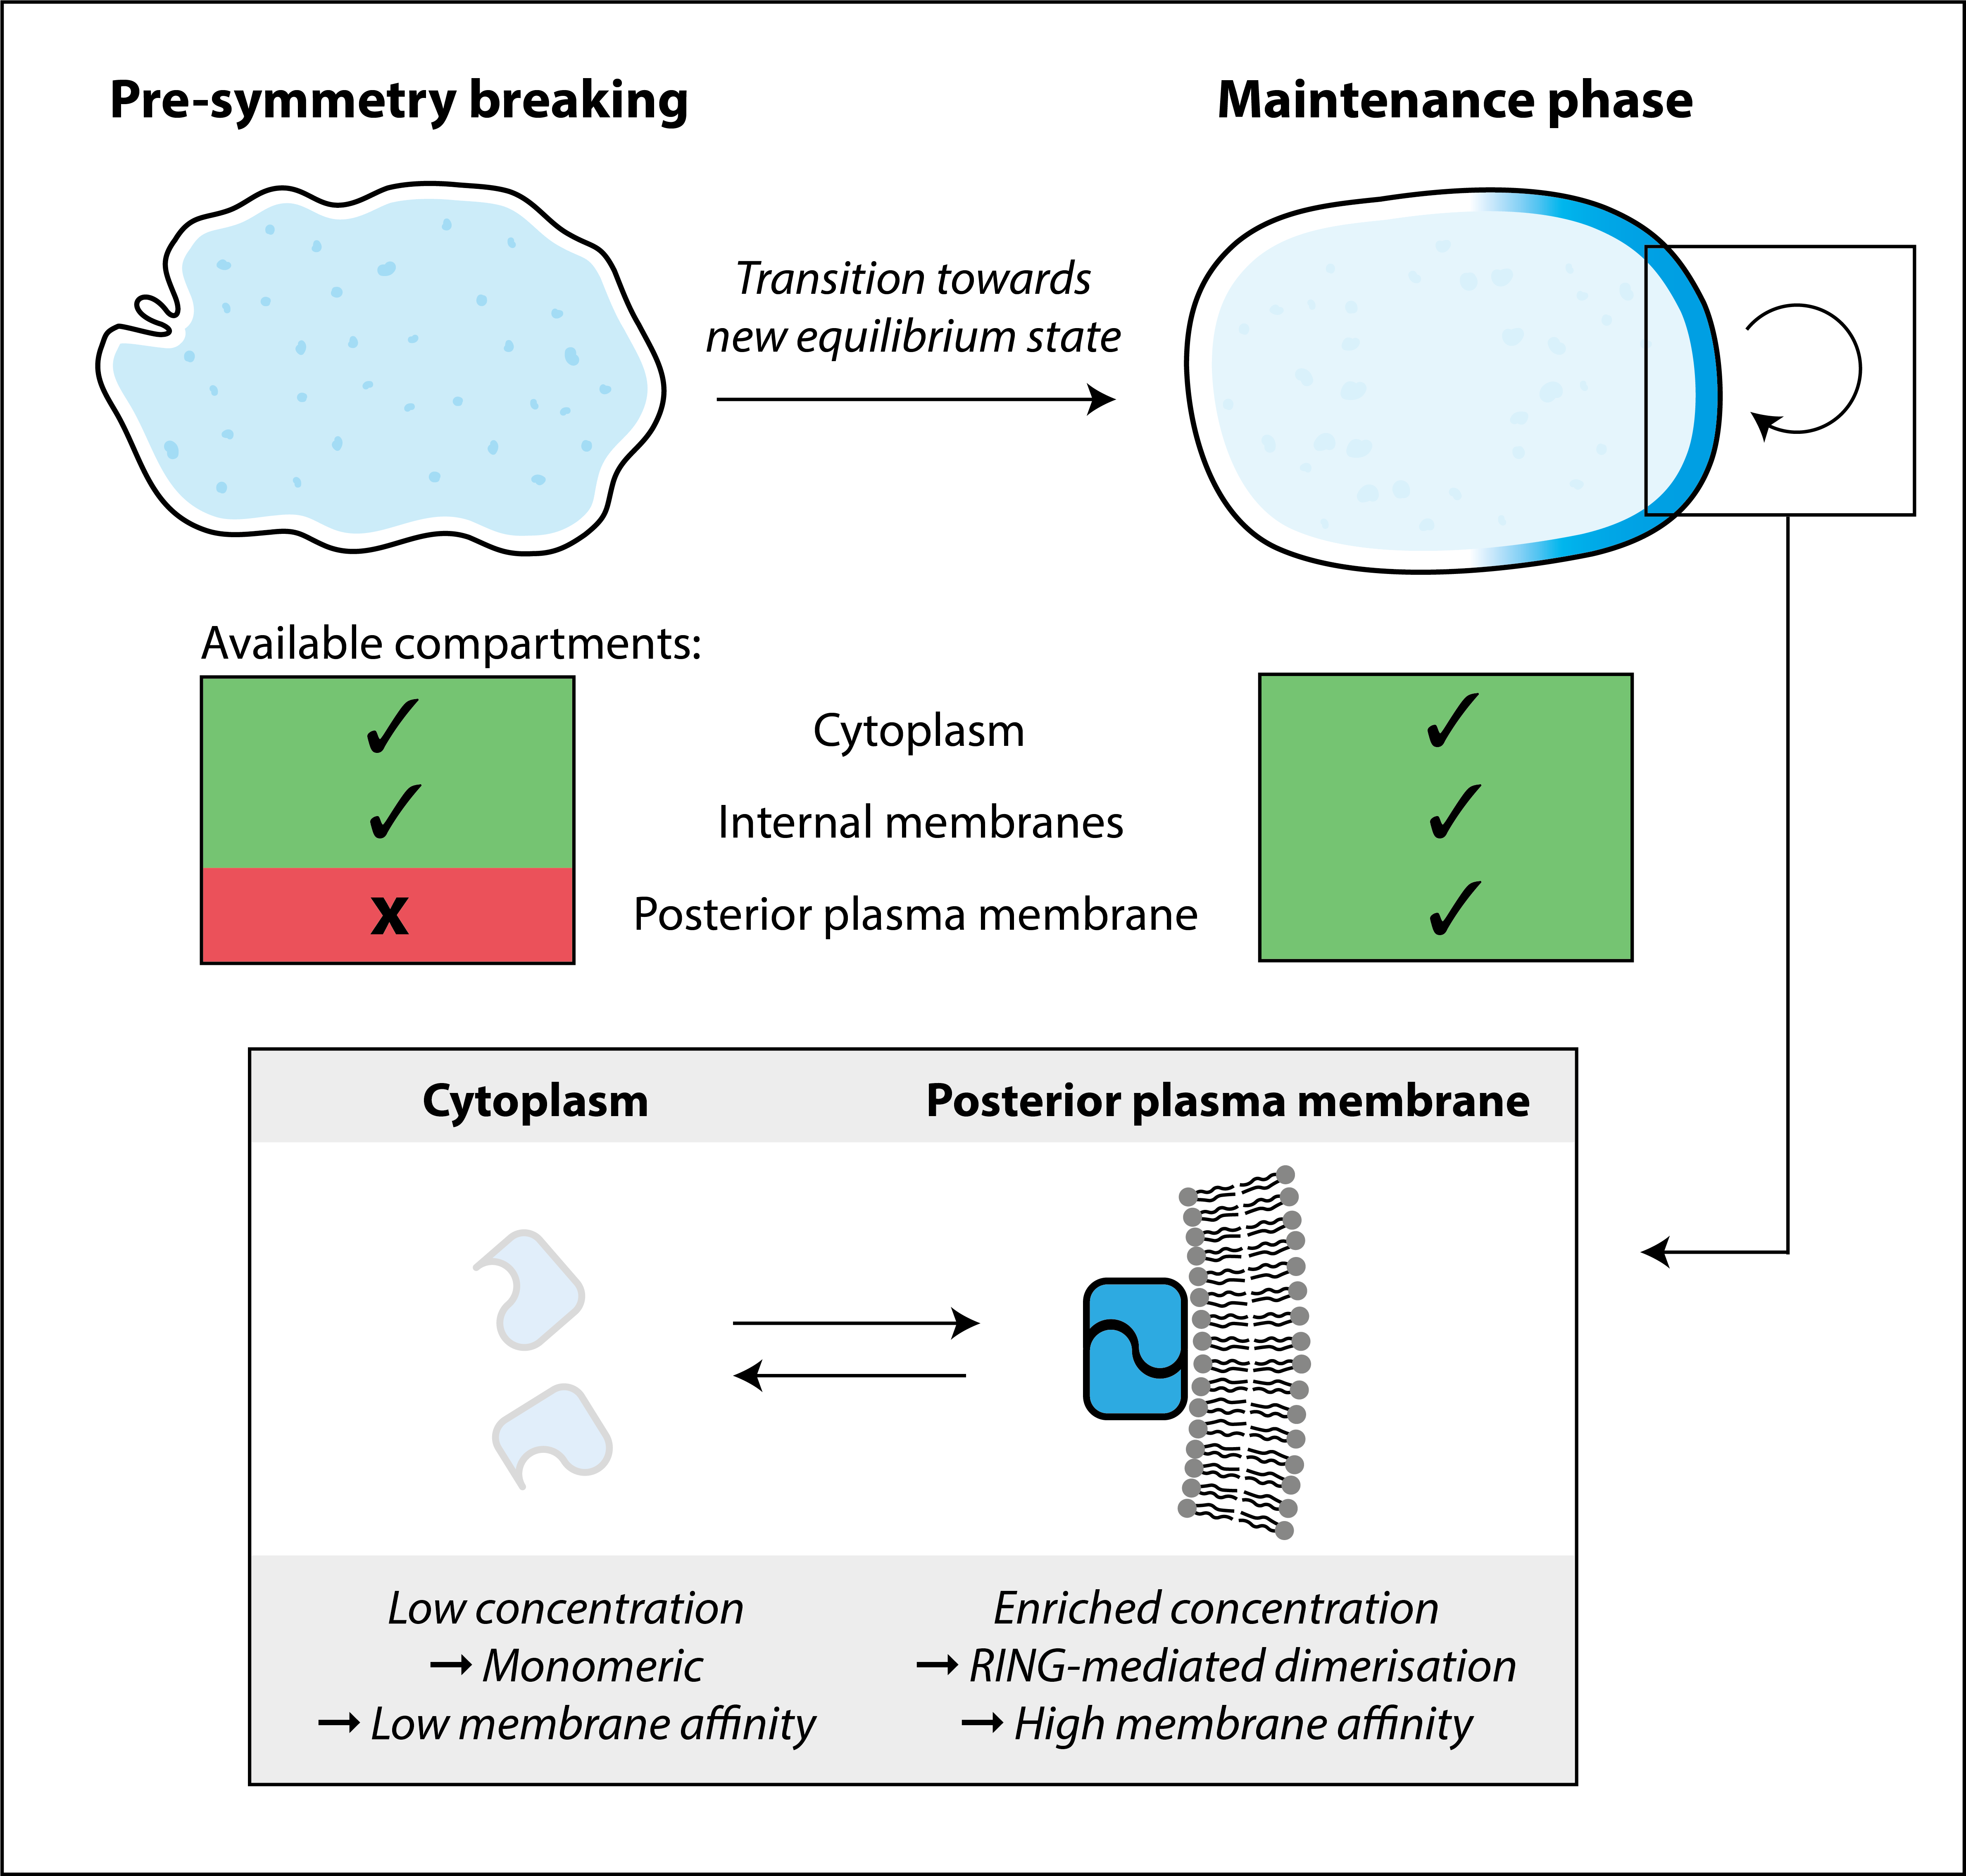 Pre-symmetry breaking
Maintenance phase
Transition towards
new equilibrium state
Available compartments:
✓ Cytoplasm ✓
✓ Internal membranes ✓
x Posterior plasma membrane ✓
Cytoplasm
Posterior plasma membrane
Low concentration
→ Monomeric
→ Low membrane affinity
Enriched concentration
→ RING-mediated dimerisation
→ High membrane affinity